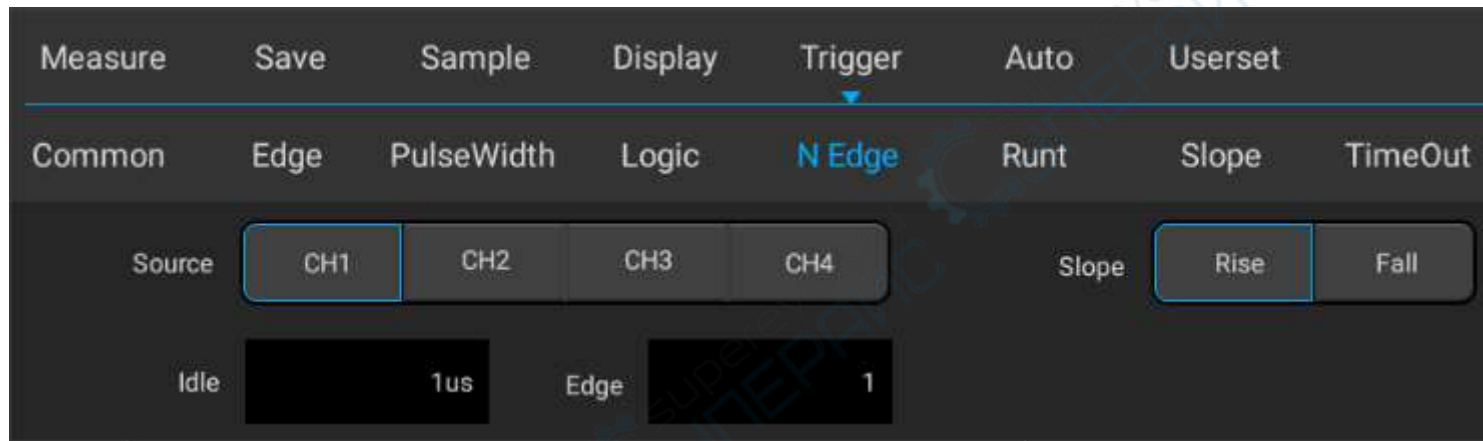 Measure Save Sample Display Trigger Auto Userset
Common Edge PulseWidth Logic N Edge Runt Slope TimeOut
Source CH1 CH2 CH3 CH4 Slope Rise Fall
Idle 1us Edge 1